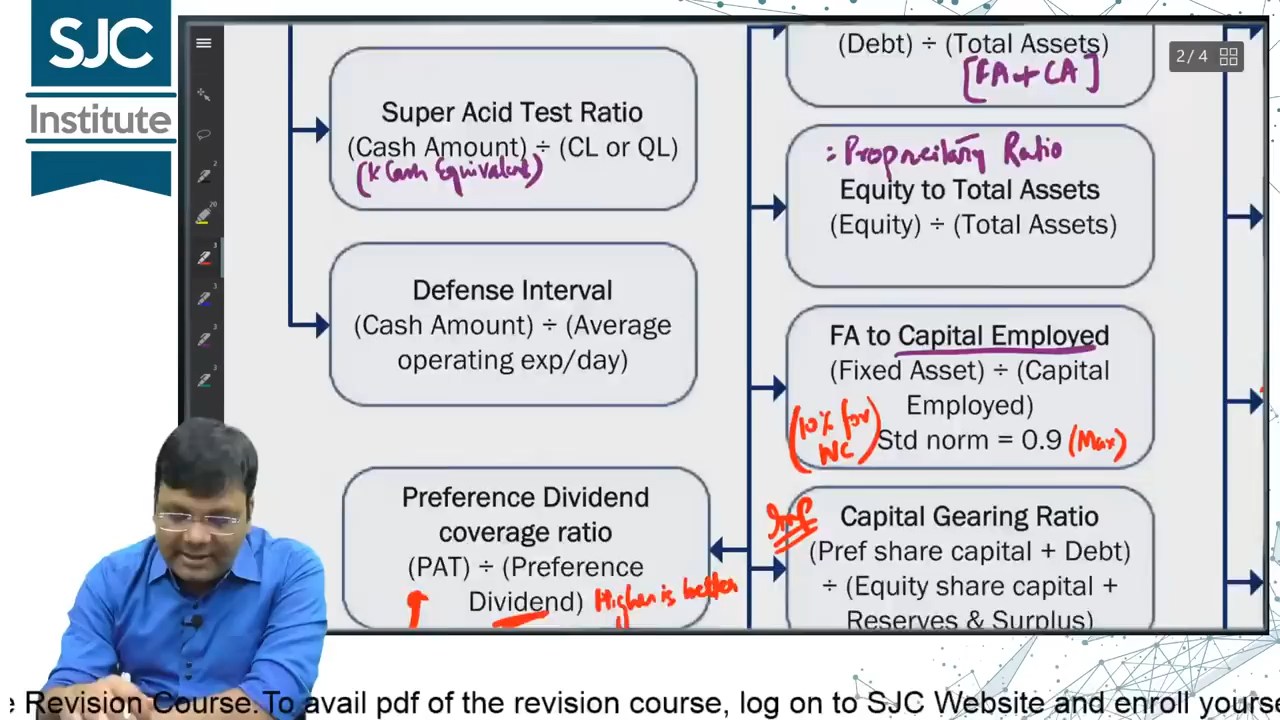 SJC
Institute
2/4
Super Acid Test Ratio
(Cash Amount) ÷ (CL or QL)
(& Cash Equivalent)
Defense Interval
(Cash Amount) ÷ (Average
operating exp/day)
Preference Dividend
coverage ratio
(PAT) ÷ (Preference
Dividend) Higher is better
(Debt) ÷ (Total Assets)
[FA + CA]
: Proprietary Ratio
Equity to Total Assets
(Equity) ÷ (Total Assets)
FA to Capital Employed
(Fixed Asset) ÷ (Capital
Employed)
(10% for
WC)
Std norm = 0.9 (Max)
Imp
Capital Gearing Ratio
(Pref share capital + Debt)
÷ (Equity share capital +
Reserves & Surplus)
e Revision Course.To avail pdf of the revision course, log on to SJC Website and enroll yourse